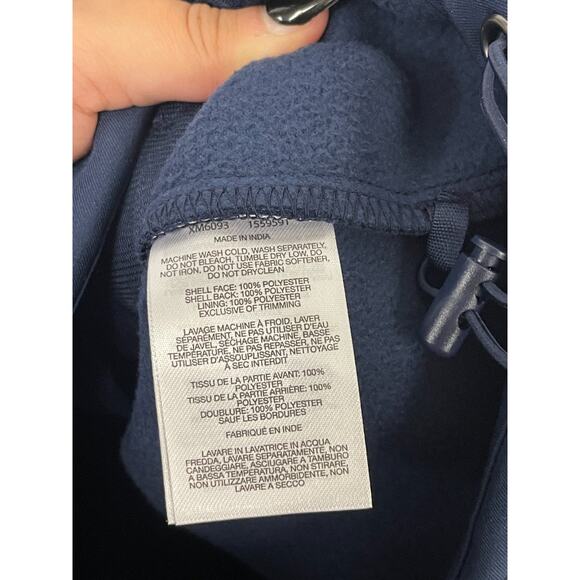 XM6093 1559591
MADE IN INDIA
MACHINE WASH COLD, WASH SEPARATELY,
DO NOT BLEACH, TUMBLE DRY LOW, DO
NOT IRON, DO NOT USE FABRIC SOFTENER,
DO NOT DRYCLEAN
SHELL FACE: 100% POLYESTER
SHELL BACK: 100% POLYESTER
LINING: 100% POLYESTER
EXCLUSIVE OF TRIMMING
LAVAGE MACHINE À FROID, LAVER
SÉPARÉMENT, NE PAS UTILISER D'EAU
DE JAVEL, SÉCHAGE MACHINE, BASSE
TEMPÉRATURE, NE PAS REPASSER, NE PAS
UTILISER D'ASSOUPLISSANT, NETTOYAGE
À SEC INTERDIT
TISSU DE LA PARTIE AVANT: 100%
POLYESTER
TISSU DE LA PARTIE ARRIÈRE: 100%
POLYESTER
DOUBLURE: 100% POLYESTER
SAUF LES BORDURES
FABRIQUÉ EN INDE
LAVARE IN LAVATRICE IN ACQUA
FREDDA, LAVARE SEPARATAMENTE, NON
CANDEGGIARE, ASCIUGARE A TAMBURO
A BASSA TEMPERATURA, NON STIRARE,
NON UTILIZZARE AMMORBIDENTE, NON
LAVARE A SECCO